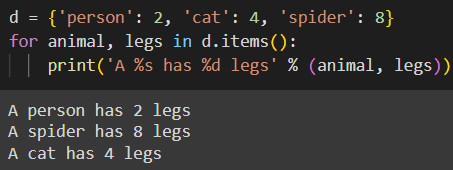 d = {'person': 2, 'cat': 4, 'spider': 8}
for animal, legs in d.items():
    print('A %s has %d legs' % (animal, legs))
A person has 2 legs
A spider has 8 legs
A cat has 4 legs